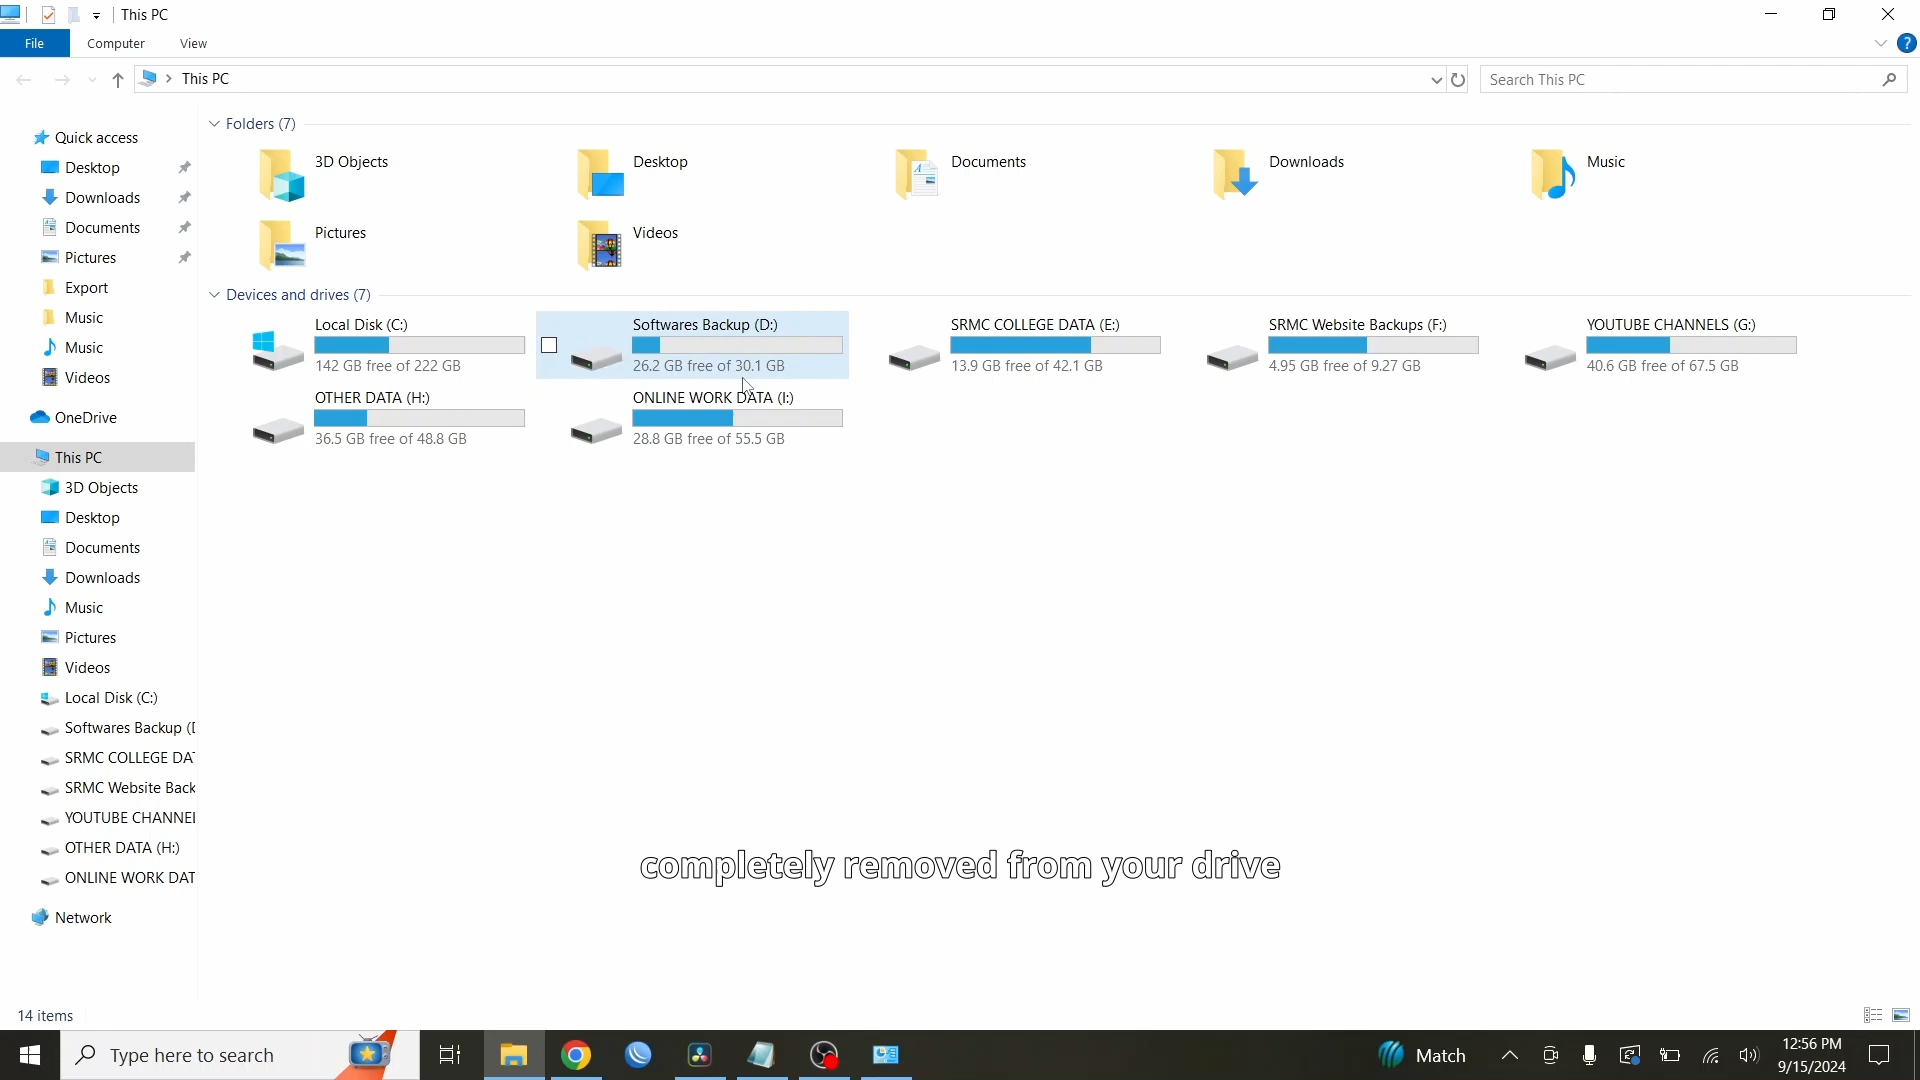 This PC
File
Computer
View
This PC
Search This PC
Quick access
Desktop
Downloads
Documents
Pictures
Export
Music
Music
Videos
OneDrive
This PC
3D Objects
Desktop
Documents
Downloads
Music
Pictures
Videos
Local Disk (C:)
Softwares Backup (D
SRMC COLLEGE DAT
SRMC Website Back
YOUTUBE CHANNEL
OTHER DATA (H:)
ONLINE WORK DAT
Network
Folders (7)
3D Objects
Desktop
Documents
Downloads
Music
Pictures
Videos
Devices and drives (7)
Local Disk (C:)
142 GB free of 222 GB
Softwares Backup (D:)
26.2 GB free of 30.1 GB
SRMC COLLEGE DATA (E:)
13.9 GB free of 42.1 GB
SRMC Website Backups (F:)
4.95 GB free of 9.27 GB
YOUTUBE CHANNELS (G:)
40.6 GB free of 67.5 GB
OTHER DATA (H:)
36.5 GB free of 48.8 GB
ONLINE WORK DATA (I:)
28.8 GB free of 55.5 GB
completely removed from your drive
14 items
Type here to search
Match
12:56 PM
9/15/2024